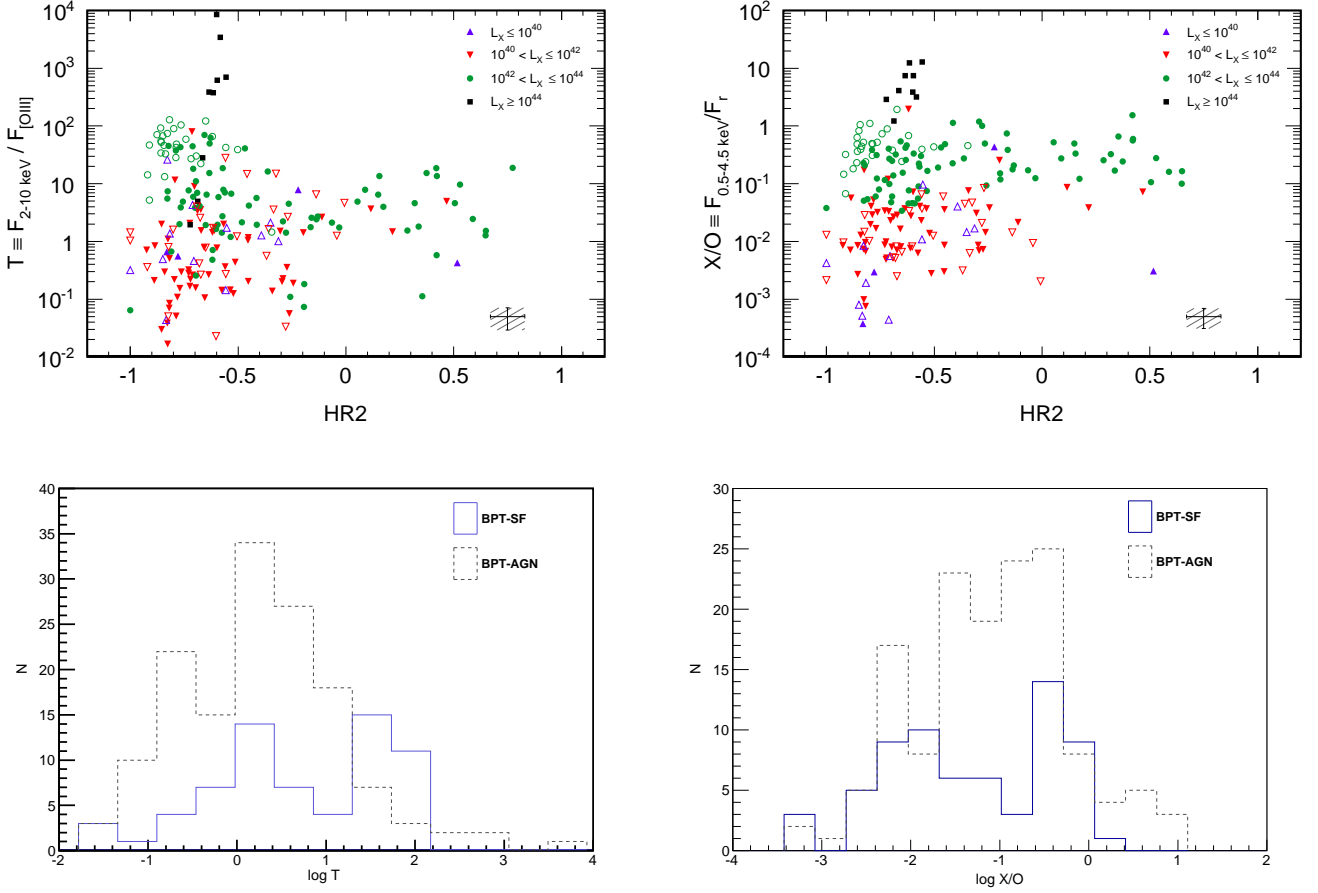 T ≡ F2-10 keV / F[OIII]
10^4
10^3
10^2
10
1
10^-1
10^-2
-1 -0.5 0 0.5 1
HR2
L_X ≤ 10^40
10^40 < L_X ≤ 10^42
10^42 < L_X ≤ 10^44
L_X ≥ 10^44
X/O ≡ F0.5-4.5 keV/F_r
10^2
10
1
10^-1
10^-2
10^-3
10^-4
-1 -0.5 0 0.5 1
HR2
L_X ≤ 10^40
10^40 < L_X ≤ 10^42
10^42 < L_X ≤ 10^44
L_X ≥ 10^44
N
40
35
30
25
20
15
10
5
0
-2 -1 0 1 2 3 4
log T
BPT-SF
BPT-AGN
N
30
25
20
15
10
5
0
-4 -3 -2 -1 0 1 2
log X/O
BPT-SF
BPT-AGN